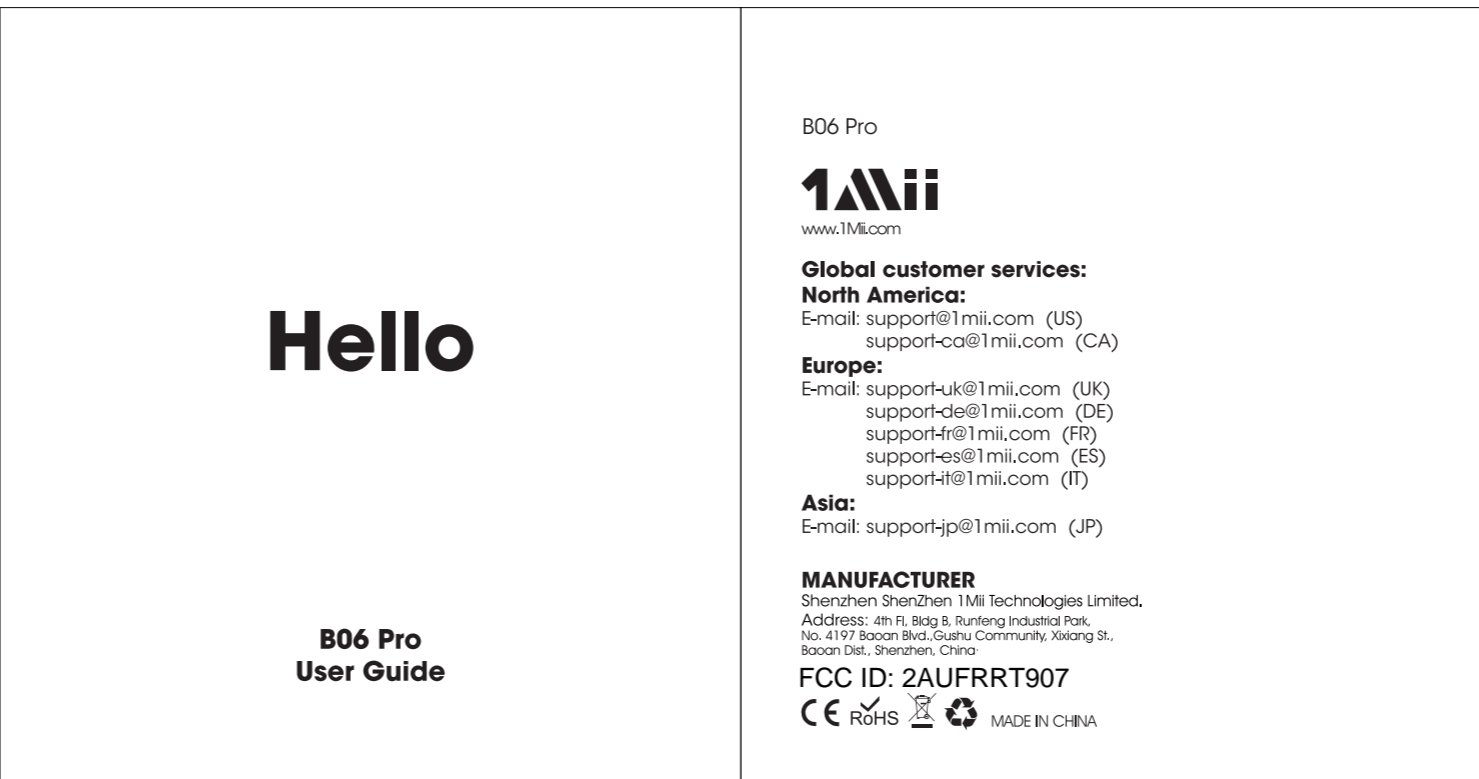 Hello
B06 Pro
User Guide
B06 Pro
1Mii
www.1Mii.com
Global customer services:
North America:
E-mail: support@1mii.com (US)
support-ca@1mii.com (CA)
Europe:
E-mail: support-uk@1mii.com (UK)
support-de@1mii.com (DE)
support-fr@1mii.com (FR)
support-es@1mii.com (ES)
support-it@1mii.com (IT)
Asia:
E-mail: support-jp@1mii.com (JP)
MANUFACTURER
Shenzhen ShenZhen 1Mii Technologies Limited.
Address: 4th Fl, Bldg B, Runfeng Industrial Park,
No. 4197 Baoan Blvd.,Gushu Community, Xixiang St.,
Baoan Dist., Shenzhen, China·
FCC ID: 2AUFRRT907
CE RoHS MADE IN CHINA